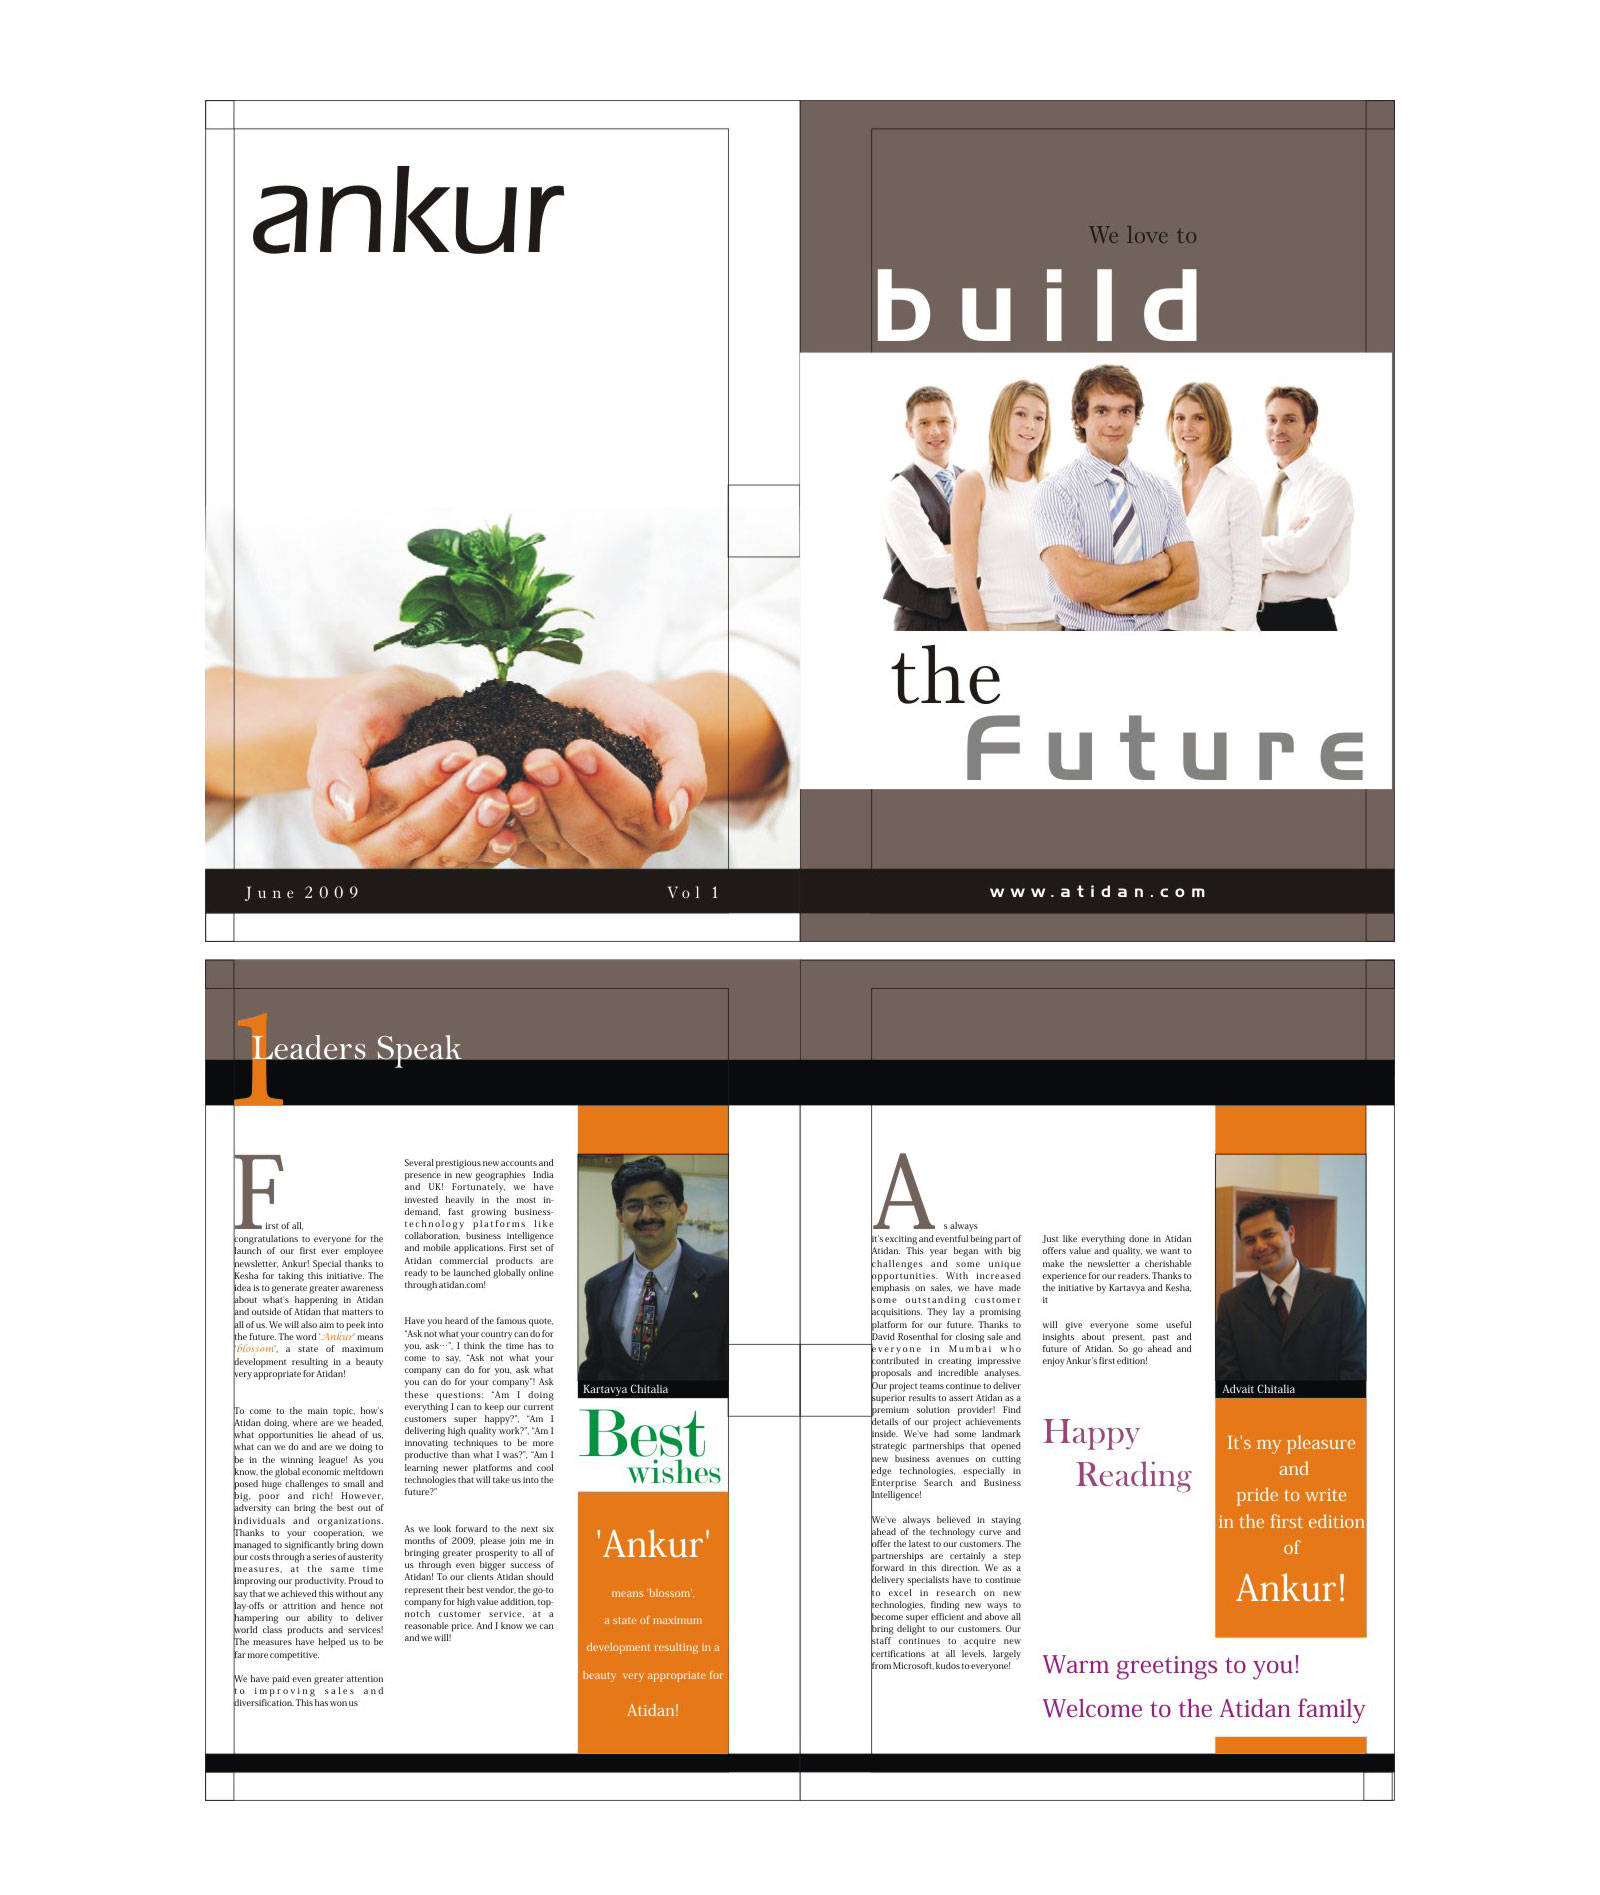 ankur
June 2009
Vol 1
We love to
build
the
Future
www.atidan.com
1
Leaders Speak
First of all,
congratulations to everyone for the
launch of our first ever employee
newsletter, Ankur! Special thanks to
Kesha for taking this initiative. The
idea is to generate greater awareness
about what's happening in Atidan
and outside of Atidan that matters to
all of us. We will also aim to peek into
the future. The word 'Ankur' means
'blossom', a state of maximum
development resulting in a beauty
very appropriate for Atidan!
To come to the main topic, how's
Atidan doing, where are we headed,
what opportunities lie ahead of us,
what can we do and are we doing to
be in the winning league! As you
know, the global economic meltdown
posed huge challenges to small and
big, poor and rich! However,
adversity can bring the best out of
individuals and organizations.
Thanks to your cooperation, we
managed to significantly bring down
our costs through a series of austerity
measures, at the same time
improving our productivity. Proud to
say that we achieved this without any
lay-offs or attrition and hence not
hampering our ability to deliver
world class products and services!
The measures have helped us to be
far more competitive.
We have paid even greater attention
to improving sales and
diversification. This has won us
Several prestigious new accounts and
presence in new geographies India
and UK! Fortunately, we have
invested heavily in the most in-
demand, fast growing business-
technology platforms like
collaboration, business intelligence
and mobile applications. First set of
Atidan commercial products are
ready to be launched globally online
through atidan.com!
Have you heard of the famous quote,
"Ask not what your country can do for
you, ask…", I think the time has to
come to say, "Ask not what your
company can do for you, ask what
you can do for your company"! Ask
these questions: "Am I doing
everything I can to keep our current
customers super happy?", "Am I
delivering high quality work?", "Am I
innovating techniques to be more
productive than what I was?", "Am I
learning newer platforms and cool
technologies that will take us into the
future?"
As we look forward to the next six
months of 2009, please join me in
bringing greater prosperity to all of
us through even bigger success of
Atidan! To our clients Atidan should
represent their best vendor, the go-to
company for high value addition, top-
notch customer service, at a
reasonable price. And I know we can
and we will!
Kartavya Chitalia
Best
wishes
'Ankur'
means 'blossom',
a state of maximum
development resulting in a
beauty very appropriate for
Atidan!
As always
it's exciting and eventful being part of
Atidan. This year began with big
challenges and some unique
opportunities. With increased
emphasis on sales, we have made
some outstanding customer
acquisitions. They lay a promising
platform for our future. Thanks to
David Rosenthal for closing sale and
everyone in Mumbai who
contributed in creating impressive
proposals and incredible analyses.
Our project teams continue to deliver
superior results to assert Atidan as a
premium solution provider! Find
details of our project achievements
inside. We've had some landmark
strategic partnerships that opened
new business avenues on cutting
edge technologies, especially in
Enterprise Search and Business
Intelligence!
We've always believed in staying
ahead of the technology curve and
offer the latest to our customers. The
partnerships are certainly a step
forward in this direction. We as a
delivery specialists have to continue
to excel in research on new
technologies, finding new ways to
become super efficient and above all
bring delight to our customers. Our
staff continues to acquire new
certifications at all levels, largely
from Microsoft, kudos to everyone!
Just like everything done in Atidan
offers value and quality, we want to
make the newsletter a cherishable
experience for our readers. Thanks to
the initiative by Kartavya and Kesha,
it
will give everyone some useful
insights about present, past and
future of Atidan. So go ahead and
enjoy Ankur's first edition!
Happy
Reading
Advait Chitalia
It's my pleasure
and
pride to write
in the first edition
of
Ankur!
Warm greetings to you!
Welcome to the Atidan family